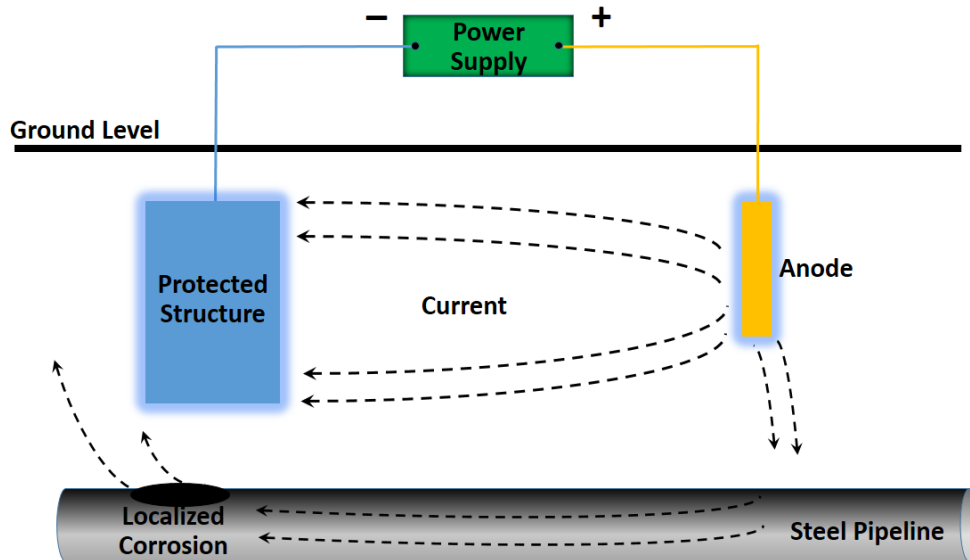 − +
Power
Supply
Ground Level
Protected
Structure
Current
Anode
Localized
Corrosion
Steel Pipeline